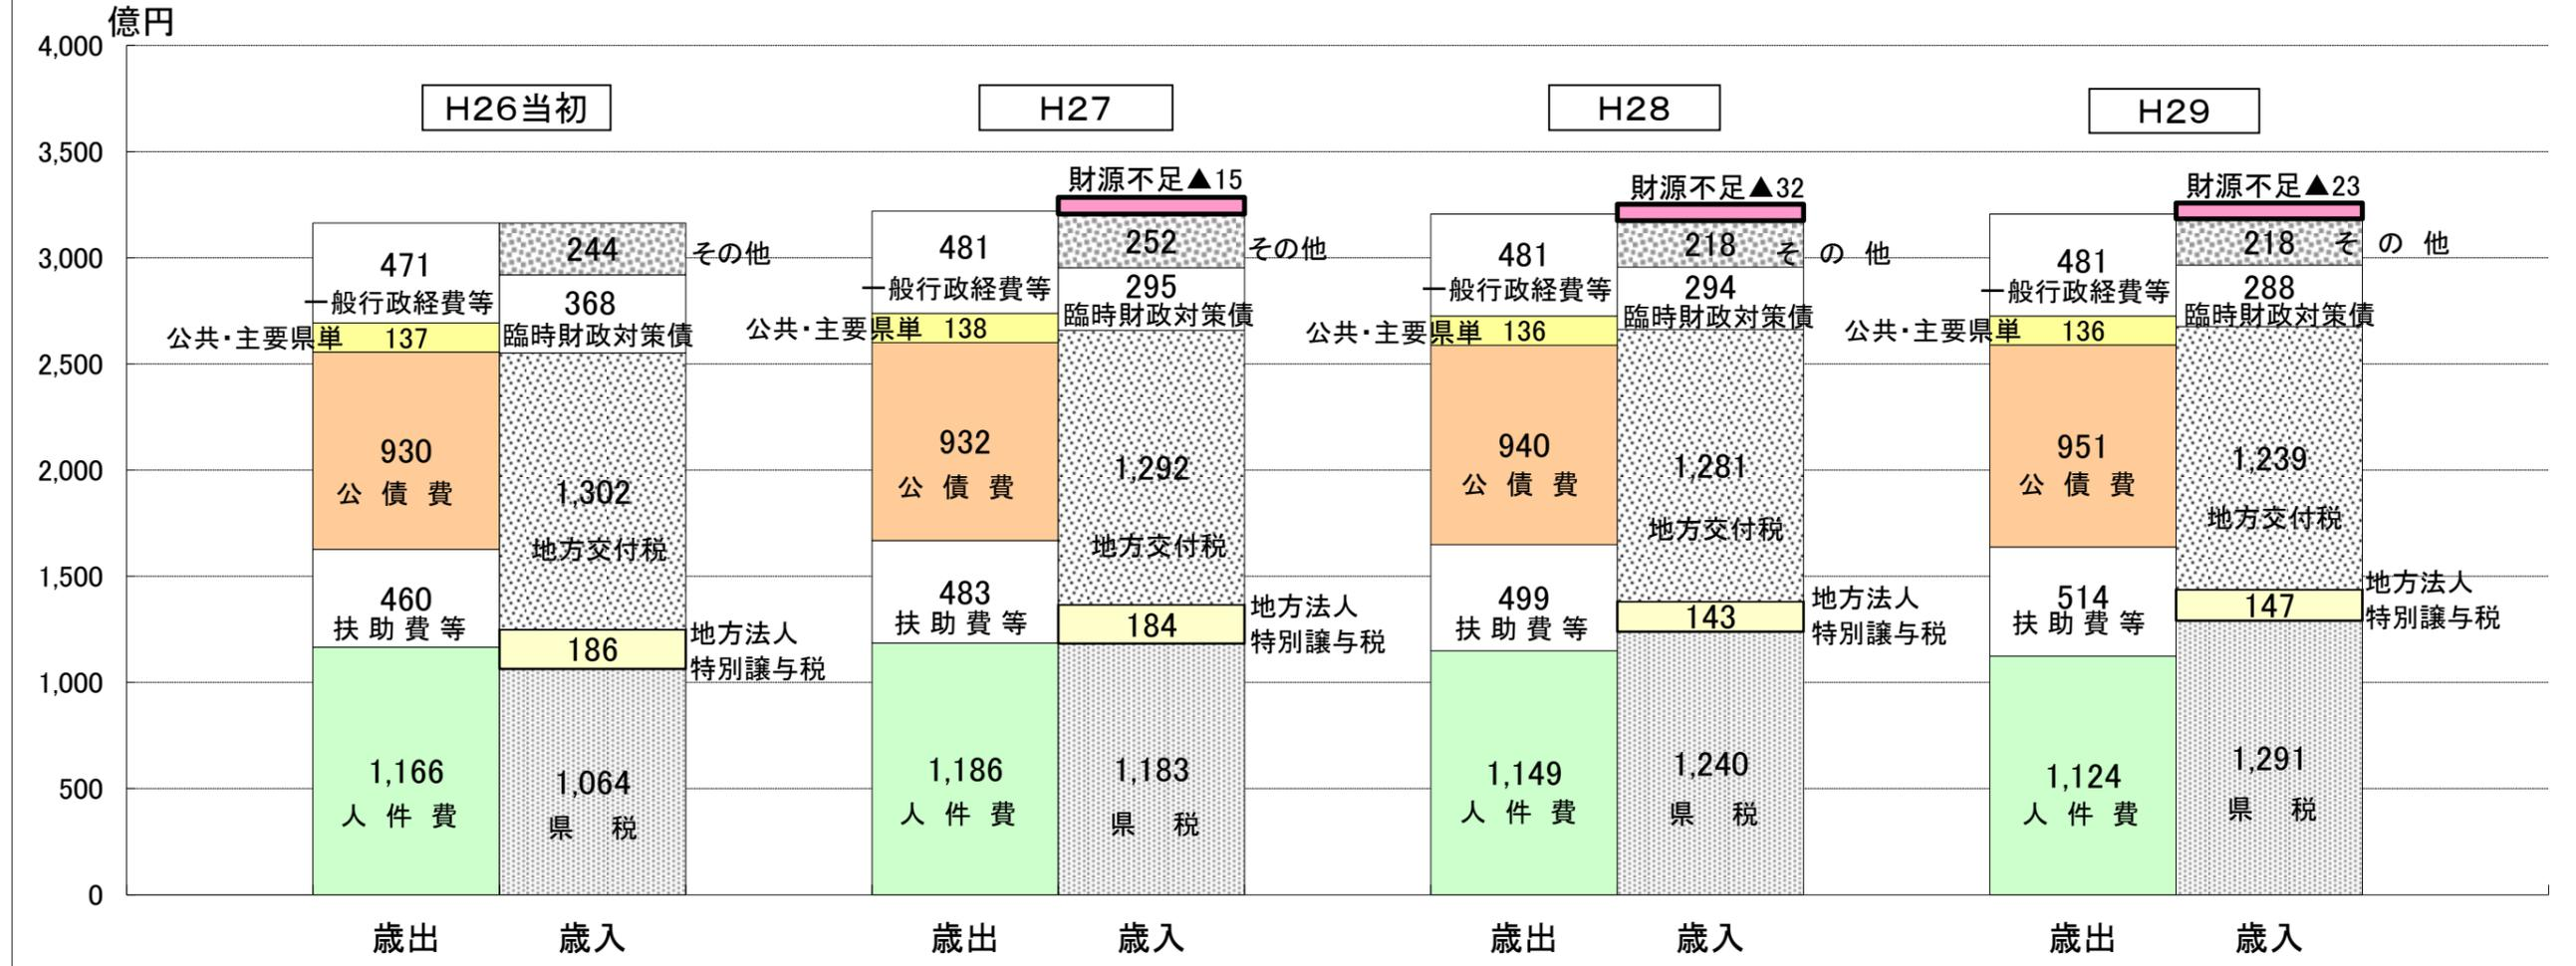 億円
4,000
3,500
3,000
2,500
2,000
1,500
1,000
500
0
H26当初
471
一般行政経費等
公共・主要県単 137
930
公債費
460
扶助費等
1,166
人件費
歳出
244 その他
368
臨時財政対策債
1,302
地方交付税
186
地方法人
特別譲与税
1,064
県 税
歳入
H27
481
一般行政経費等
公共・主要県単 138
932
公債費
483
扶助費等
1,186
人件費
歳出
財源不足▲15
252 その他
295
臨時財政対策債
1,292
地方交付税
184
地方法人
特別譲与税
1,183
県 税
歳入
H28
481
一般行政経費等
公共・主要県単 136
940
公債費
499
扶助費等
1,149
人件費
歳出
財源不足▲32
218 その他
294
臨時財政対策債
1,281
地方交付税
143
地方法人
特別譲与税
1,240
県 税
歳入
H29
481
一般行政経費等
公共・主要県単 136
951
公債費
514
扶助費等
1,124
人件費
歳出
財源不足▲23
218 その他
288
臨時財政対策債
1,239
地方交付税
147
地方法人
特別譲与税
1,291
県 税
歳入